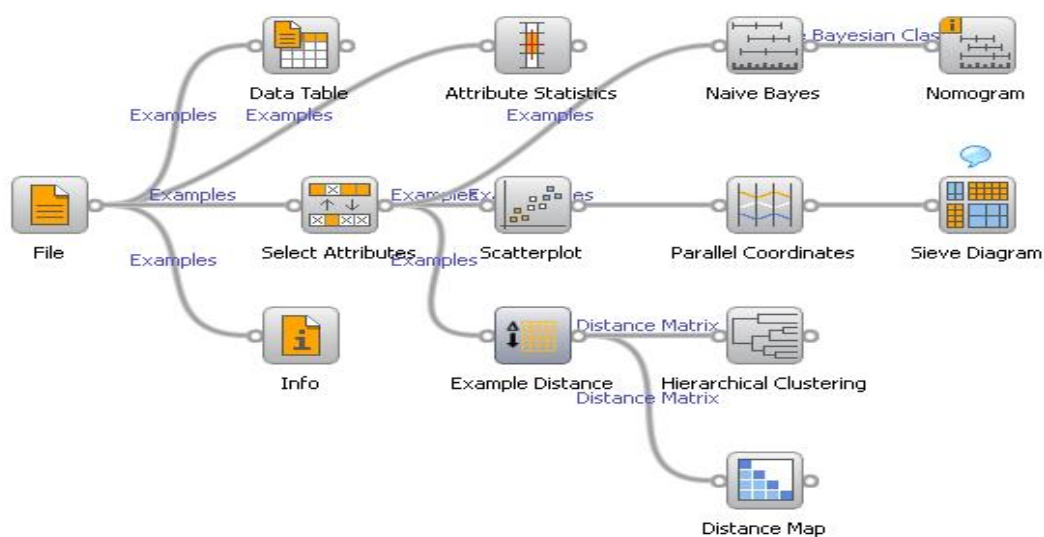 Bayesian Clas
Data Table
Attribute Statistics
Naive Bayes
Nomogram
Examples
Examples
Examples
Examples
Examples
File
Select Attributes
Scatterplot
Parallel Coordinates
Sieve Diagram
Examples
Examples
Info
Distance Matrix
Example Distance
Hierarchical Clustering
Distance Matrix
Distance Map